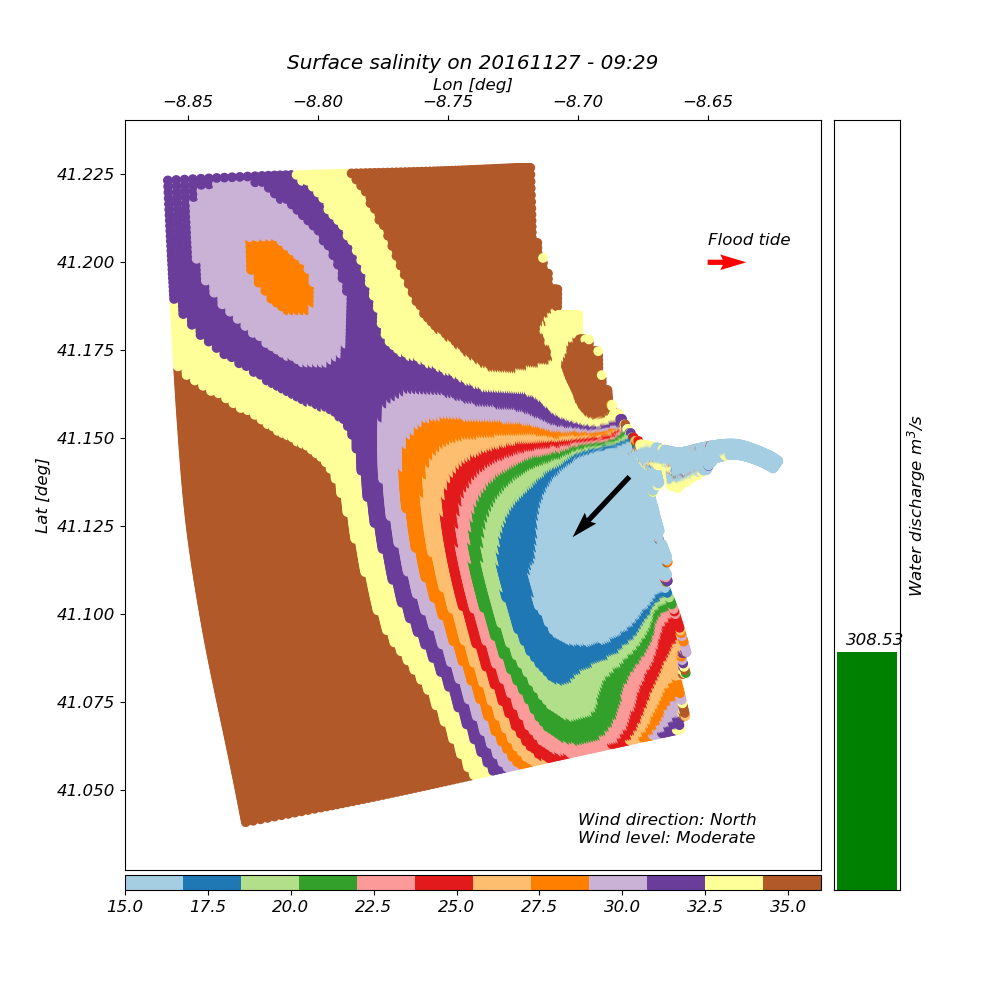 Surface salinity on 20161127 - 09:29
Lon [deg]
−8.85 −8.80 −8.75 −8.70 −8.65
41.225
41.200
41.175
41.150
41.125
41.100
41.075
41.050
Lat [deg]
Flood tide
Wind direction: North
Wind level: Moderate
308.53
Water discharge m³/s
15.0 17.5 20.0 22.5 25.0 27.5 30.0 32.5 35.0